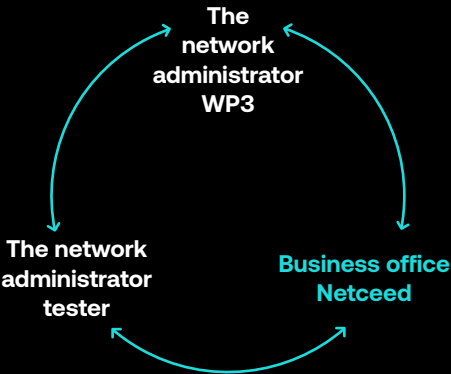 The
network
administrator
WP3
The network
administrator
tester
Business office
Netceed